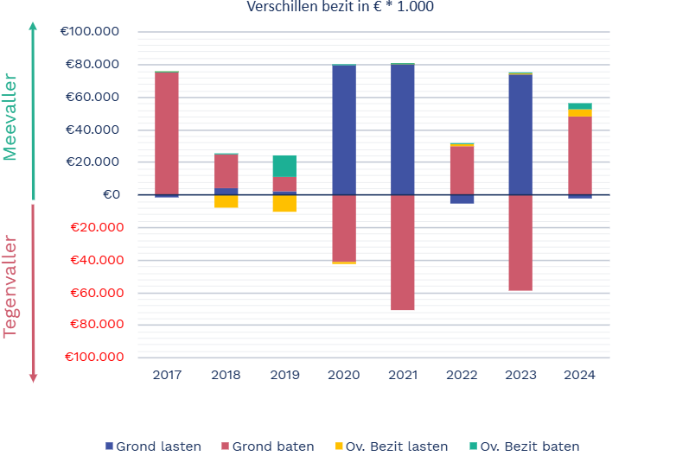 Verschillen bezit in € * 1.000
Meevaller
Tegenvaller
€100.000
€80.000
€60.000
€40.000
€20.000
€0
€20.000
€40.000
€60.000
€80.000
€100.000
2017 2018 2019 2020 2021 2022 2023 2024
Grond lasten Grond baten Ov. Bezit lasten Ov. Bezit baten